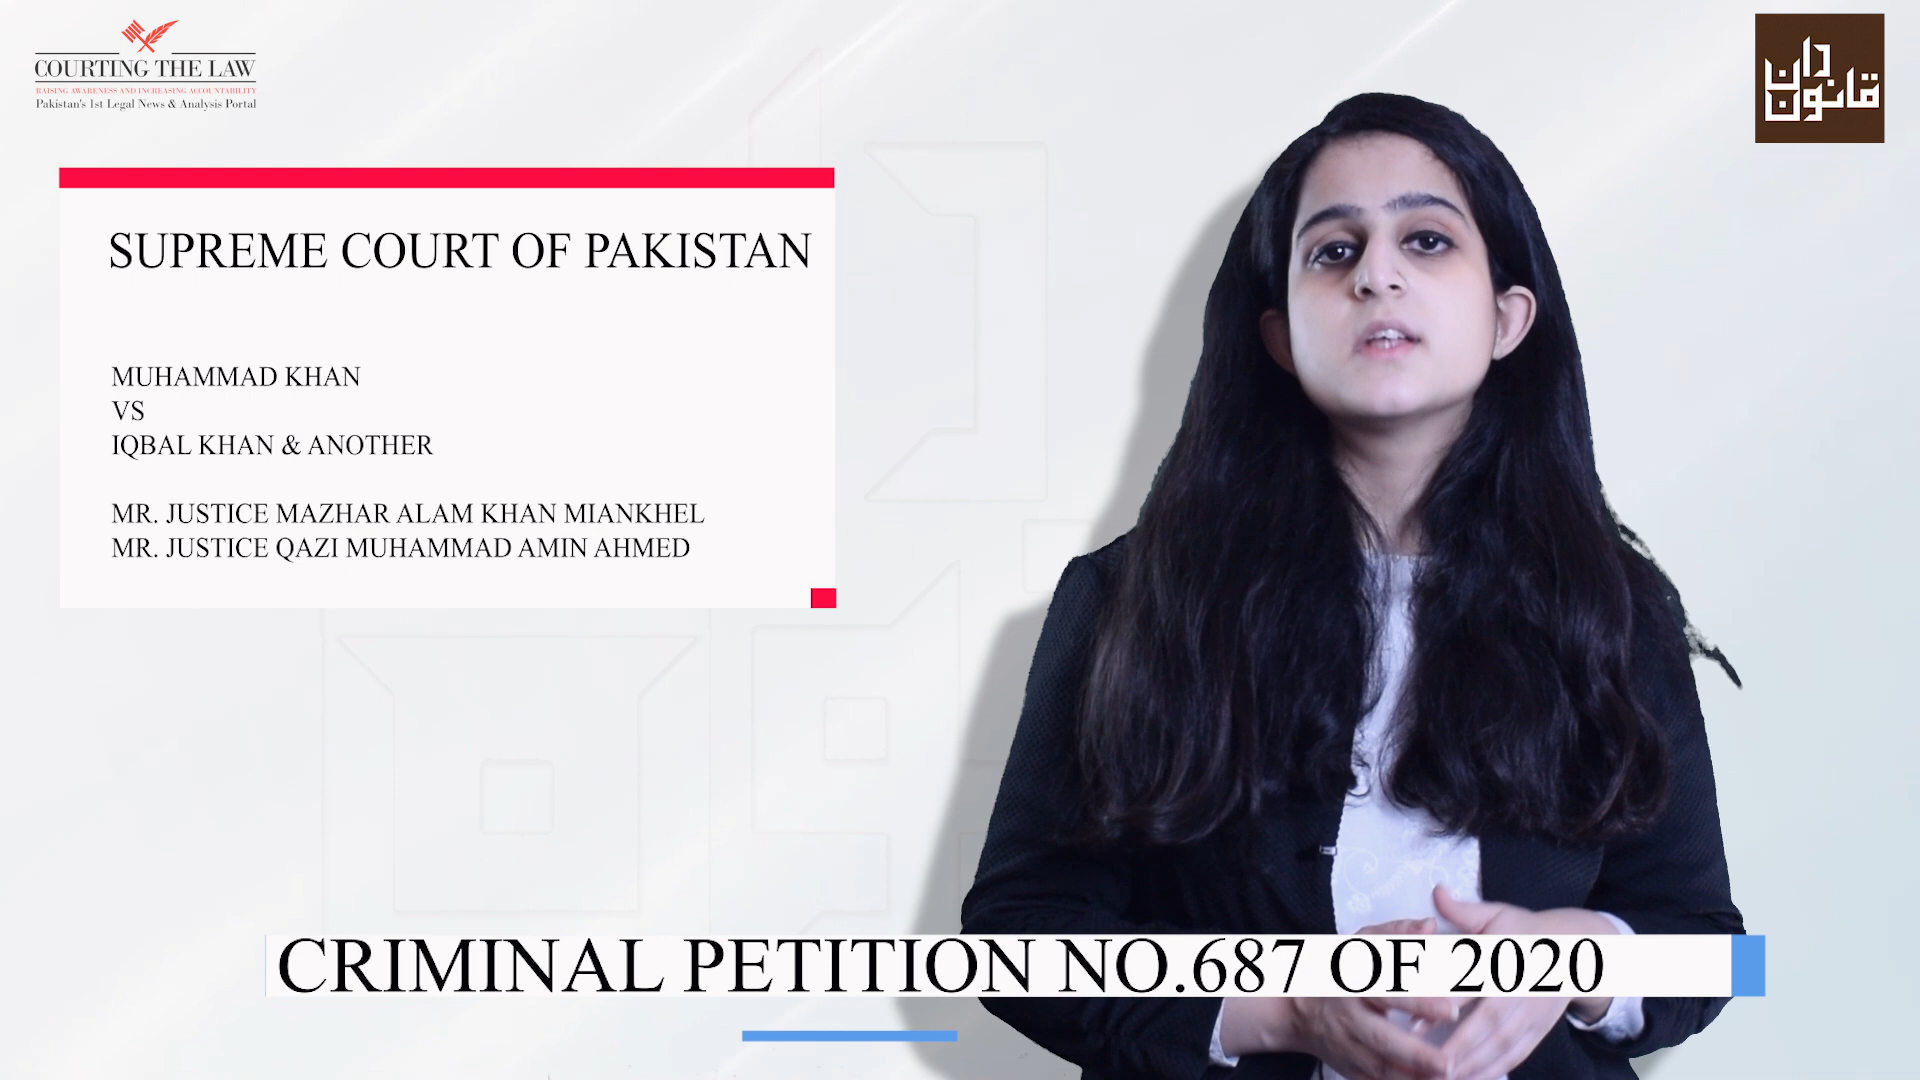 COURTING THE LAW
RAISING AWARENESS AND INCREASING ACCOUNTABILITY
Pakistan's 1st Legal News & Analysis Portal
قانون دان
SUPREME COURT OF PAKISTAN
MUHAMMAD KHAN
VS
IQBAL KHAN & ANOTHER
MR. JUSTICE MAZHAR ALAM KHAN MIANKHEL
MR. JUSTICE QAZI MUHAMMAD AMIN AHMED
CRIMINAL PETITION NO.687 OF 2020